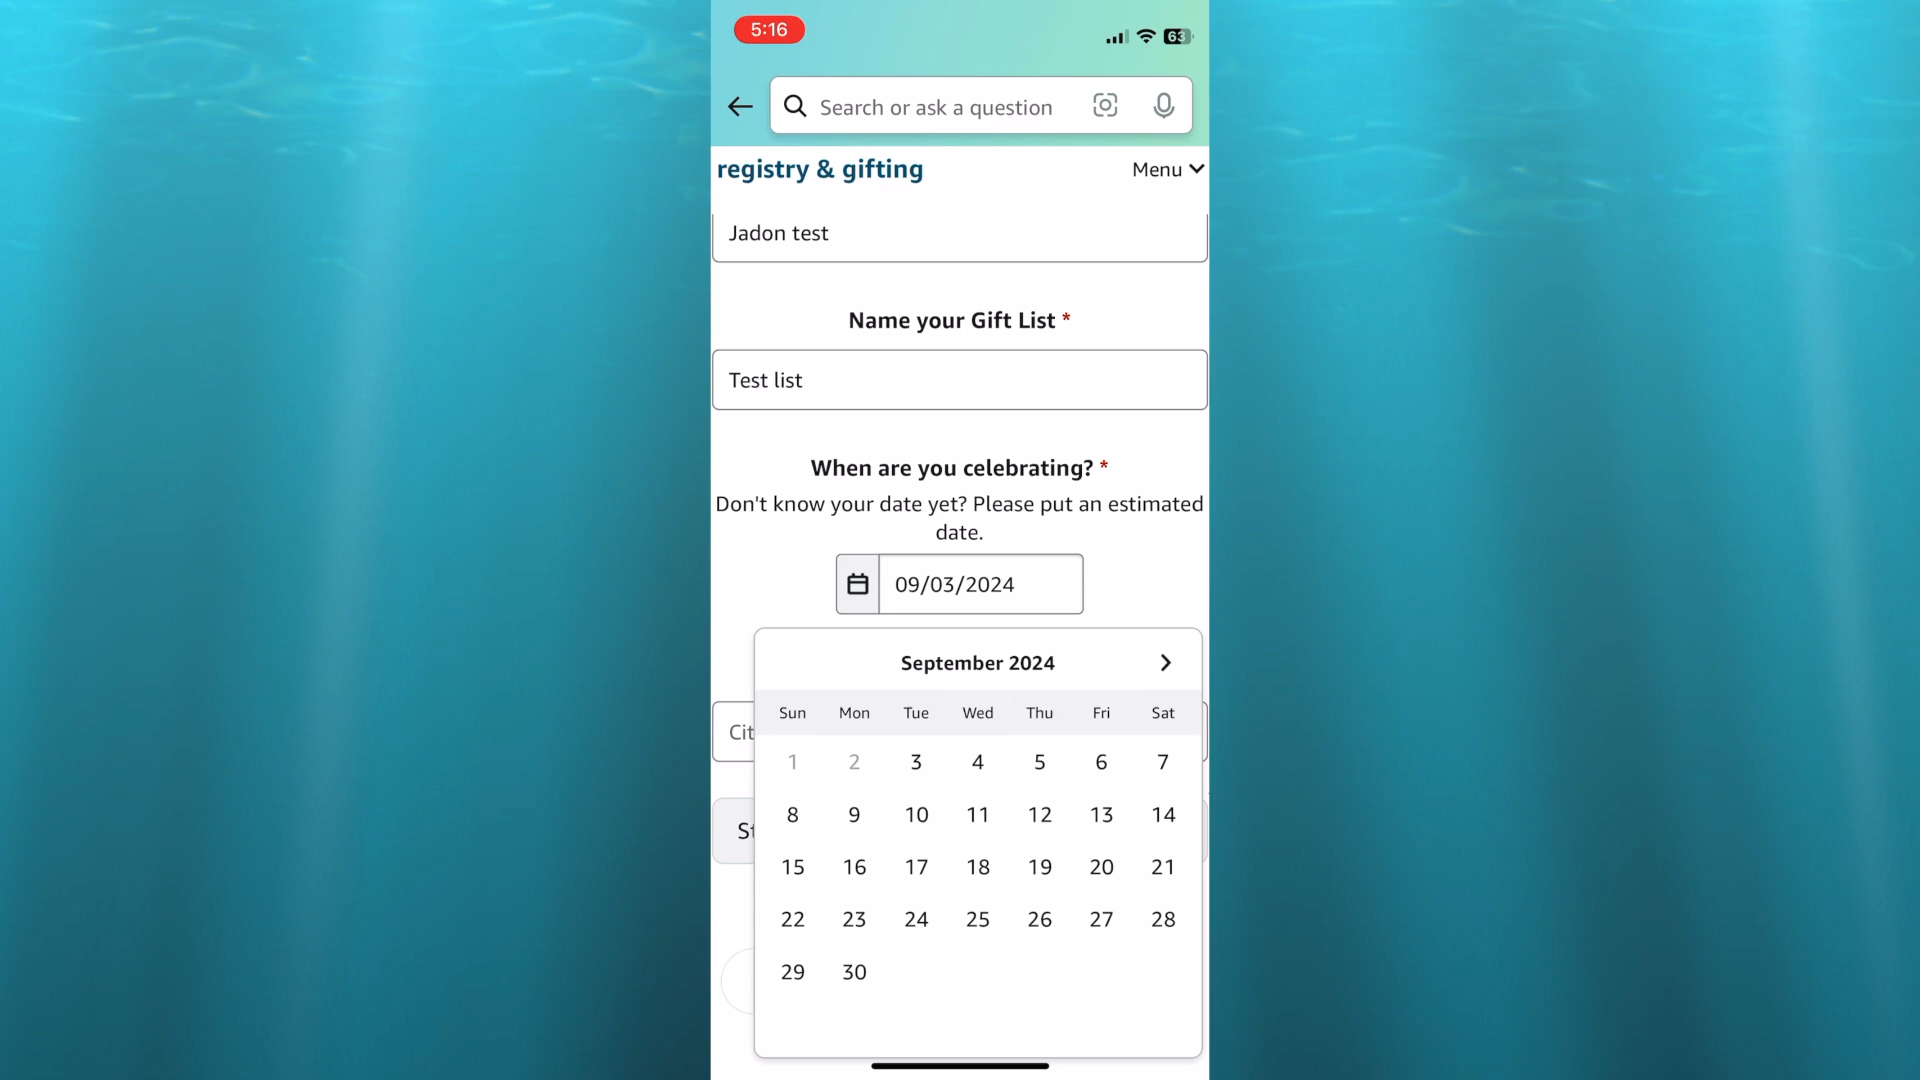 5:16
63
Search or ask a question
registry & gifting
Menu
Jadon test
Name your Gift List *
Test list
When are you celebrating? *
Don't know your date yet? Please put an estimated
date.
09/03/2024
September 2024
Sun Mon Tue Wed Thu Fri Sat
Cit
1 2 3 4 5 6 7
St
8 9 10 11 12 13 14
15 16 17 18 19 20 21
22 23 24 25 26 27 28
29 30